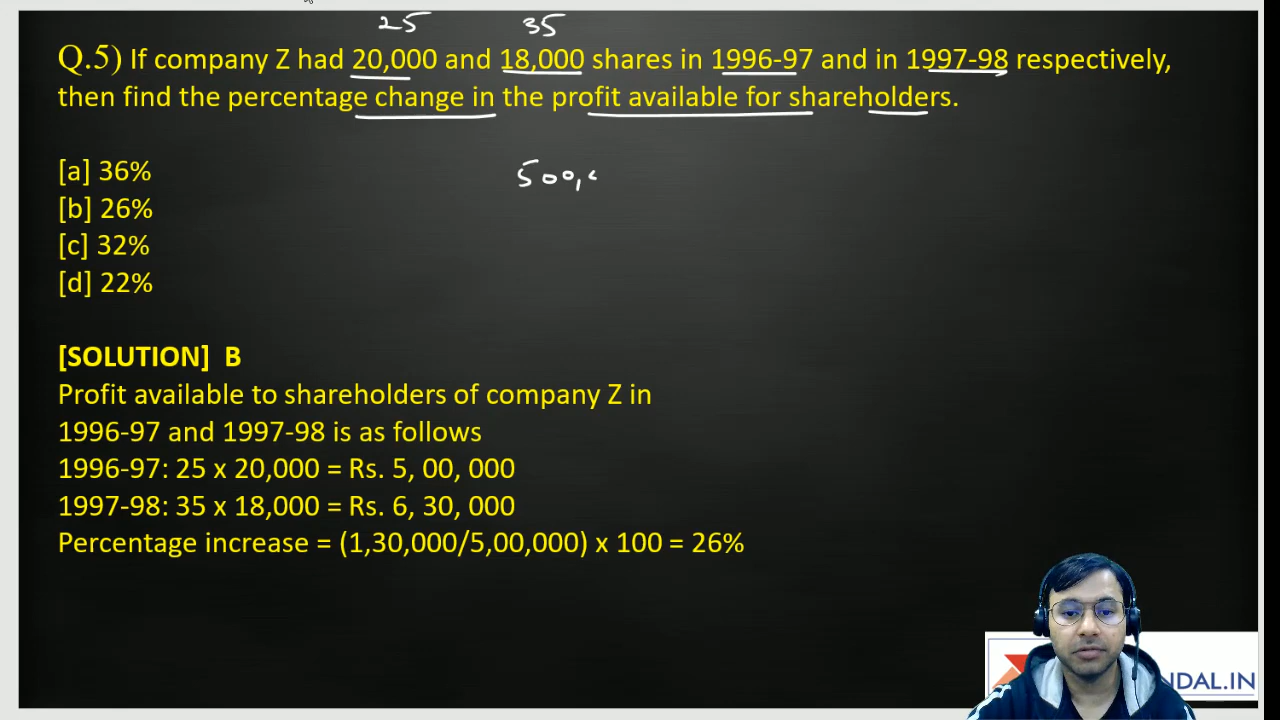 25 35
Q.5) If company Z had 20,000 and 18,000 shares in 1996-97 and in 1997-98 respectively,
then find the percentage change in the profit available for shareholders.
500,
[a] 36%
[b] 26%
[c] 32%
[d] 22%
[SOLUTION] B
Profit available to shareholders of company Z in
1996-97 and 1997-98 is as follows
1996-97: 25 x 20,000 = Rs. 5, 00, 000
1997-98: 35 x 18,000 = Rs. 6, 30, 000
Percentage increase = (1,30,000/5,00,000) x 100 = 26%
NDAL.IN